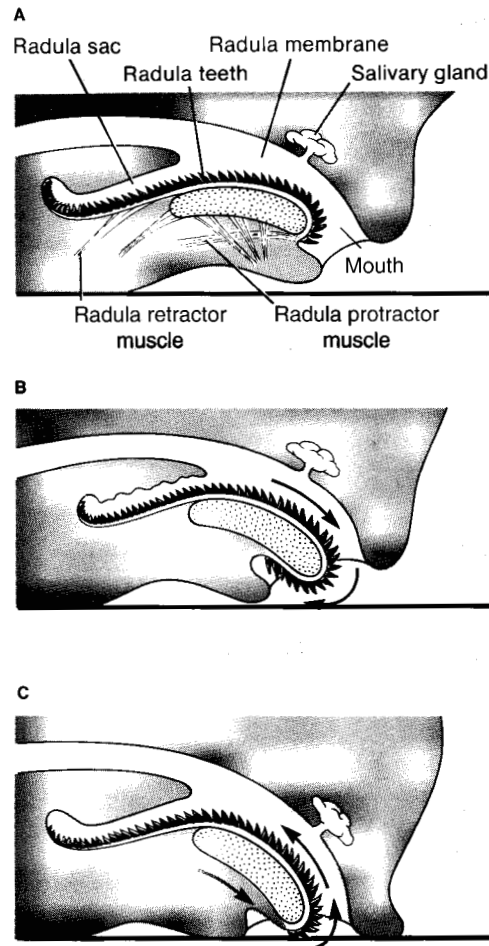 A
Radula sac
Radula membrane
Radula teeth
Salivary gland
Mouth
Radula retractor
muscle
Radula protractor
muscle
B
C